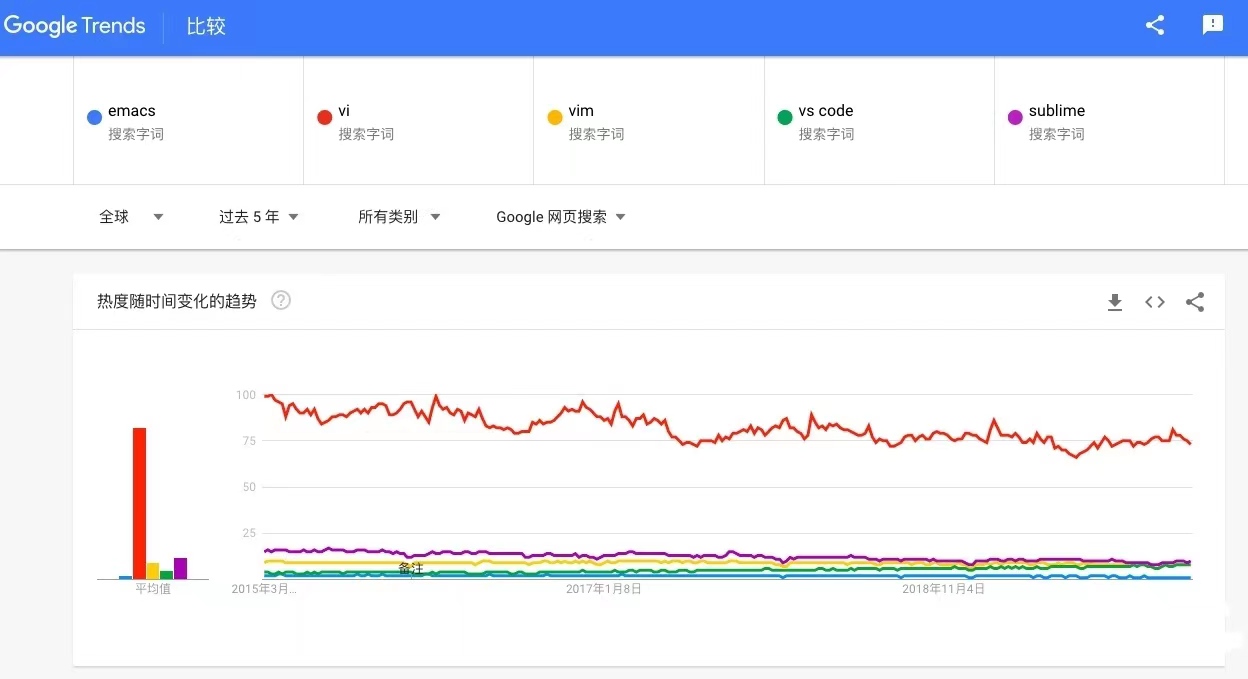 Google Trends 比较
emacs
搜索字词
vi
搜索字词
vim
搜索字词
vs code
搜索字词
sublime
搜索字词
全球 过去 5 年 所有类别 Google 网页搜索
热度随时间变化的趋势 ?
100
75
50
25
备注
平均值 2015年3月… 2017年1月8日 2018年11月4日